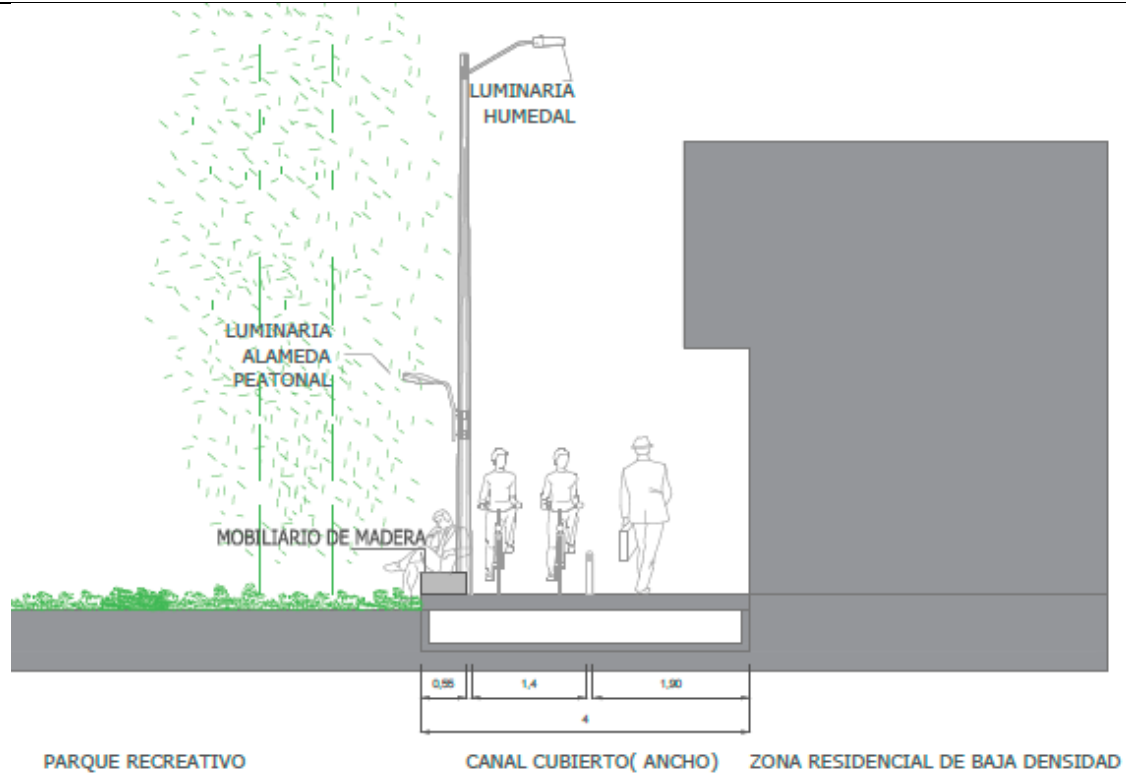 LUMINARIA
HUMEDAL
LUMINARIA
ALAMEDA
PEATONAL
MOBILIARIO DE MADERA
0,55
1,4
1,90
4
PARQUE RECREATIVO
CANAL CUBIERTO( ANCHO)
ZONA RESIDENCIAL DE BAJA DENSIDAD